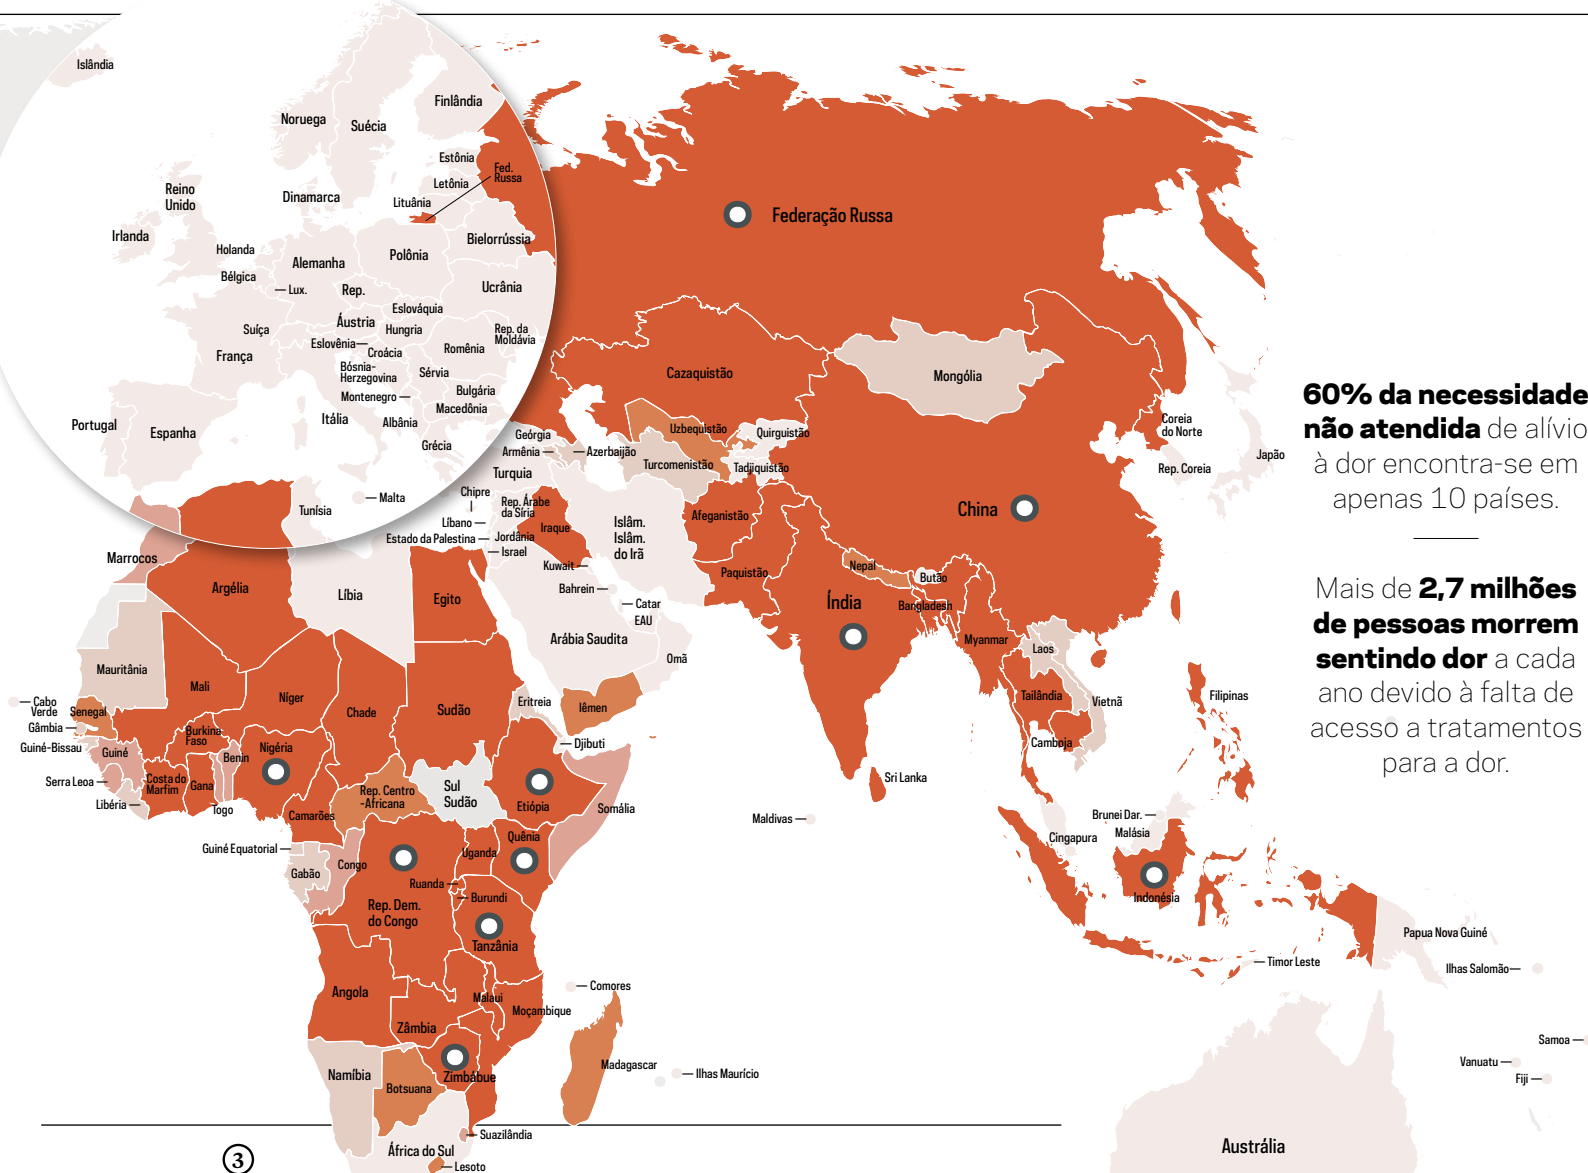 Islândia
Finlândia
Noruega
Suécia
Estônia
Fed.
Russa
Letônia
Reino
Unido
Dinamarca
Lituânia
Federação Russa
Irlanda
Holanda
Bielorrússia
Polônia
Alemanha
Bélgica
Lux.
Rep.
Ucrânia
Eslováquia
Áustria
Suíça
Hungria
Rep. da
Moldávia
Eslovênia
Croácia
Romênia
França
Bósnia-
Herzegovina
Sérvia
Cazaquistão
Mongólia
Montenegro
Bulgária
Macedônia
Portugal
Espanha
Itália
Albânia
Grécia
Geórgia
Armênia
Azerbaijão
Uzbequistão
Quirguistão
Coreia
do Norte
Japão
Rep. Coreia
Turquia
Turcomenistão
Tadjiquistão
60% da necessidade
não atendida de alívio
à dor encontra-se em
apenas 10 países.
Malta
Tunísia
Chipre
Rep. Árabe
da Síria
Líbano
Iraque
Islâm.
Islâm.
do Irã
Afeganistão
China
Estado da Palestina
Jordânia
Israel
Marrocos
Kuwait
Paquistão
Nepal
Butão
Argélia
Líbia
Egito
Bahrein
Catar
EAU
Índia
Bangladesh
Mais de 2,7 milhões
de pessoas morrem
sentindo dor a cada
ano devido à falta de
acesso a tratamentos
para a dor.
Arábia Saudita
Omã
Myanmar
Laos
Mauritânia
Mali
Níger
Chade
Sudão
Eritreia
Iêmen
Tailândia
Vietnã
Filipinas
Cabo
Verde
Senegal
Gâmbia
Burkina
Faso
Guiné-Bissau
Guiné
Benin
Nigéria
Djibuti
Camboja
Serra Leoa
Costa do
Marfim
Gana
Rep. Centro
-Africana
Sul
Sudão
Etiópia
Somália
Sri Lanka
Libéria
Togo
Camarões
Maldivas
Brunei Dar.
Malásia
Cingapura
Guiné Equatorial
Gabão
Congo
Uganda
Quênia
Ruanda
Burundi
Indonésia
Rep. Dem.
do Congo
Tanzânia
Papua Nova Guiné
Timor Leste
Ilhas Salomão
Angola
Malaui
Comores
Moçambique
Zâmbia
Samoa
Madagascar
Ilhas Maurício
Vanuatu
Fiji
Namíbia
Botsuana
Zimbábue
Suazilândia
África do Sul
Lesoto
Austrália
3